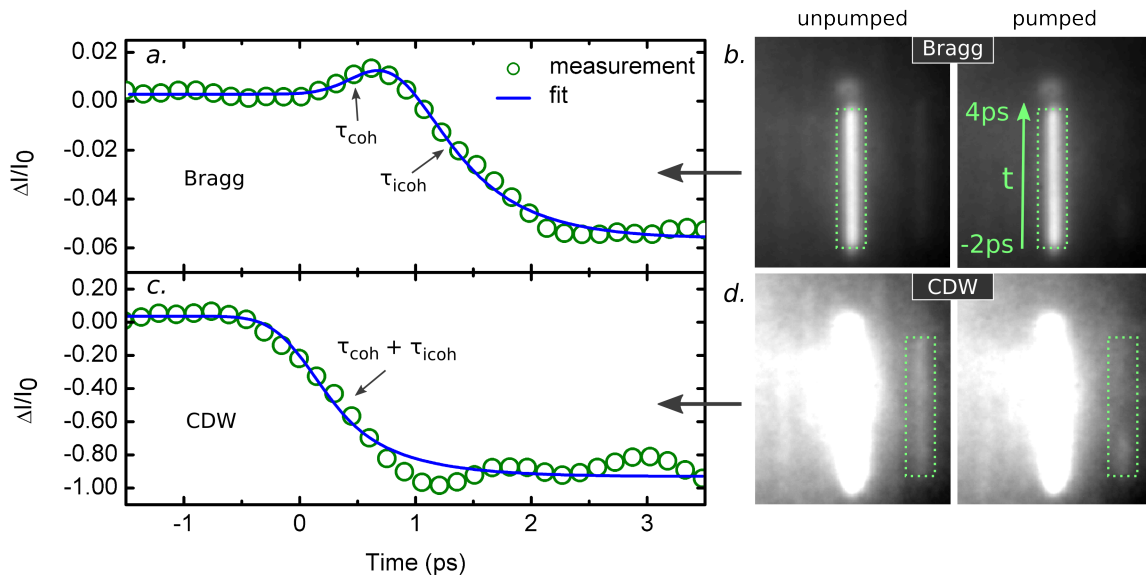 unpumped pumped
a. b. Bragg
0.02
0.00
-0.02
-0.04
-0.06
measurement
fit
τcoh
τicoh
Bragg
ΔI/I0
4ps
t
-2ps
c. d. CDW
0.20
0.00
-0.20
-0.40
-0.60
-0.80
-1.00
τcoh + τicoh
CDW
ΔI/I0
-1 0 1 2 3
Time (ps)